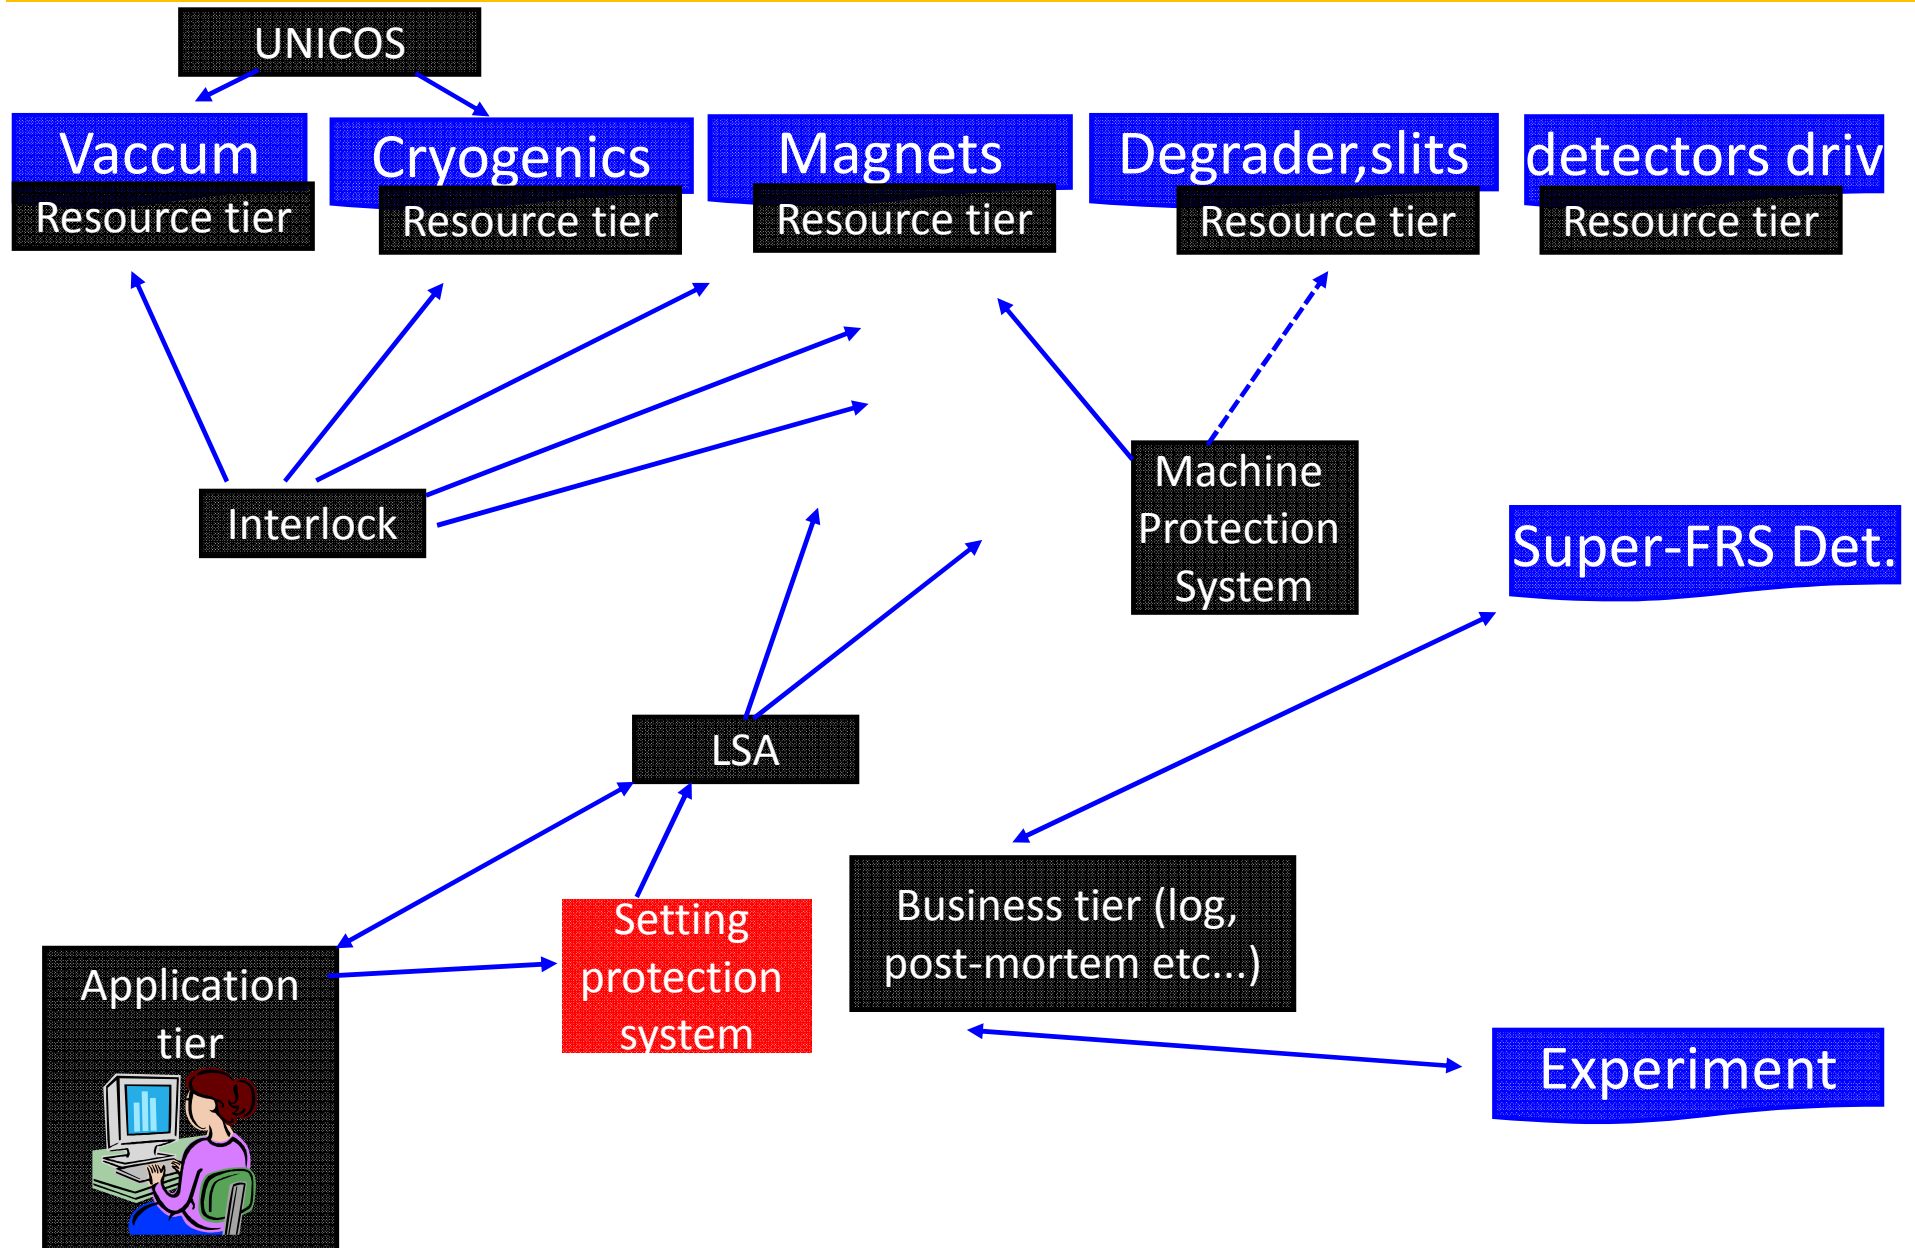 UNICOS
Vaccum
Cryogenics
Magnets
Degrader,slits
detectors driv
Resource tier
Resource tier
Resource tier
Resource tier
Resource tier
Interlock
Machine
Protection
System
Super-FRS Det.
LSA
Business tier (log,
post-mortem etc...)
Setting
protection
system
Application
tier
Experiment